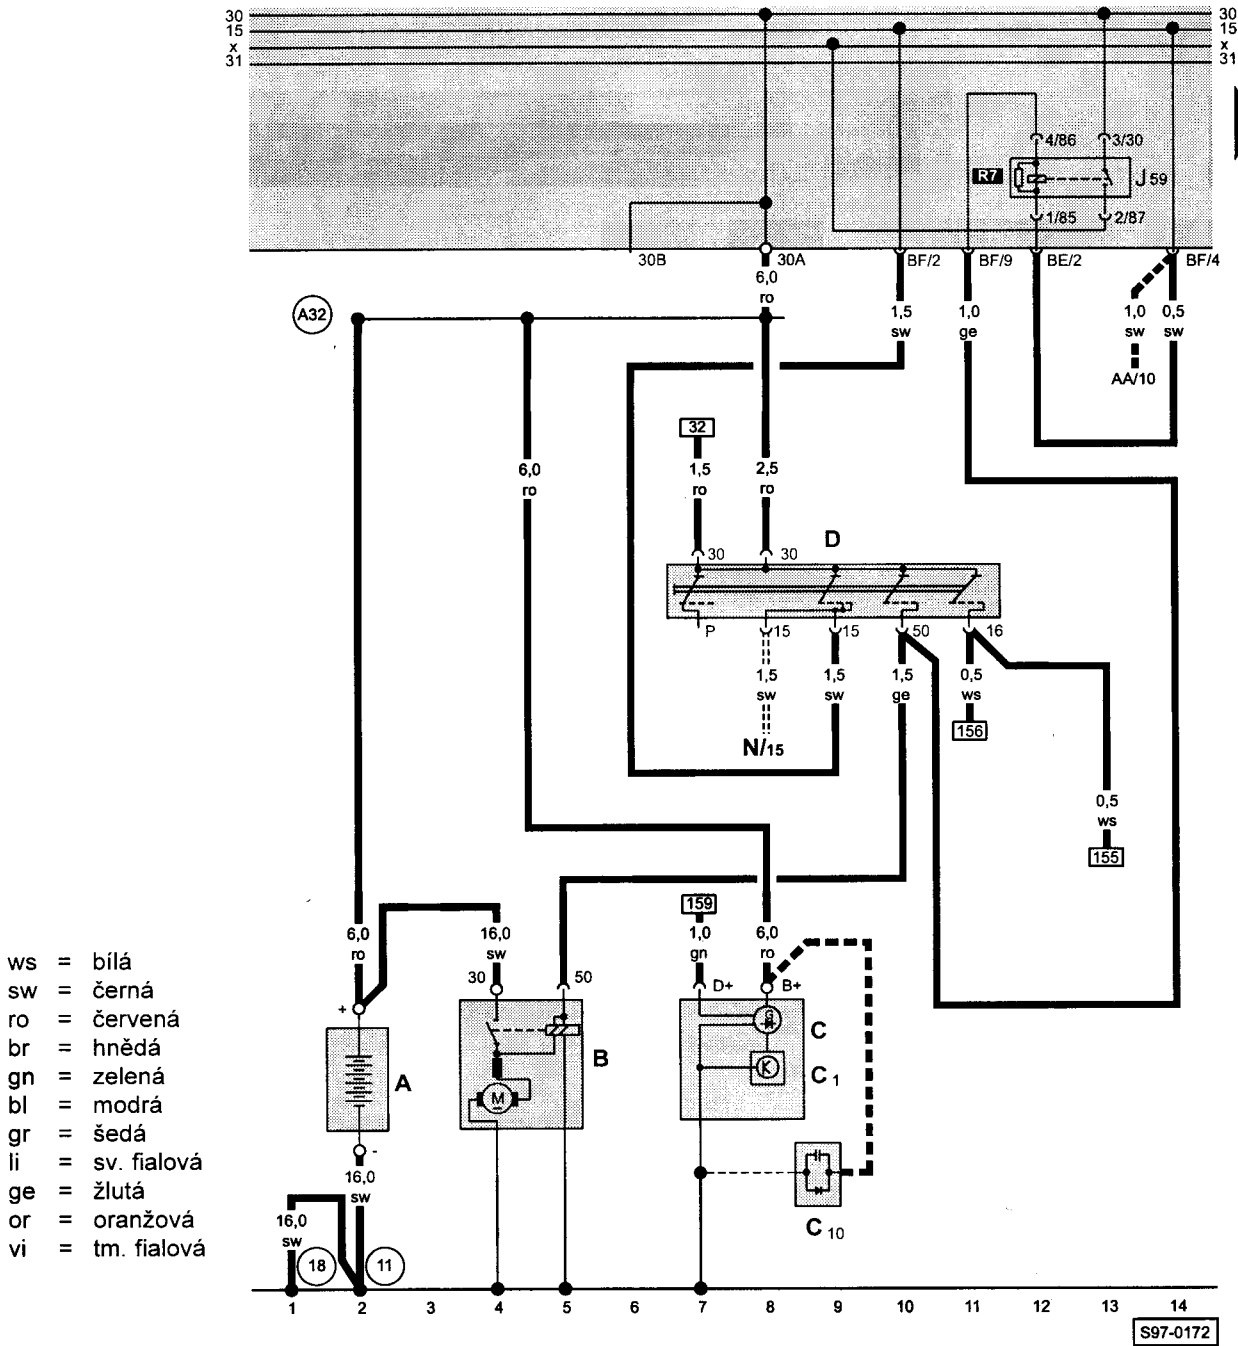 30 30
15 15
x x
31 31
4/86 3/30
R7 J 59
1/85 2/87
30B 30A BF/2 BF/9 BE/2 BF/4
6,0
ro
A32
1,5 1,0 1,0 0,5
sw ge sw sw
AA/10
32
6,0 1,5 2,5
ro ro ro
D
30 30
P 15 15 50 16
1,5 1,5 1,5 0,5
sw sw ge ws
N/15 156
0,5
ws
155
159
6,0 16,0 1,0 6,0
ro sw gn ro
30 50 D+ B+
+
G
C
B
K C 1
A
M
-
16,0
sw
C 10
16,0
sw
18 11
1 2 3 4 5 6 7 8 9 10 11 12 13 14
S97-0172
ws = bílá
sw = černá
ro = červená
br = hnědá
gn = zelená
bl = modrá
gr = šedá
li = sv. fialová
ge = žlutá
or = oranžová
vi = tm. fialová